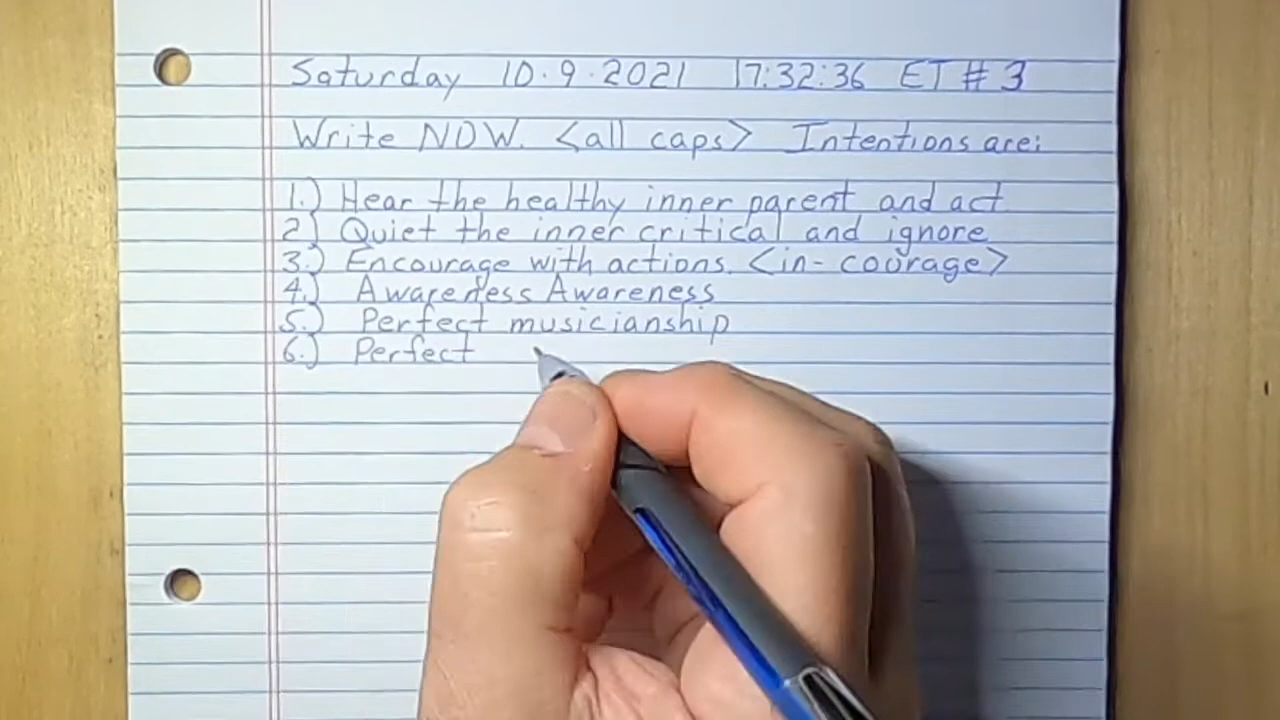 Saturday 10.9.2021 17:32:36 ET # 3
Write NOW. <all caps> Intentions are:
1.) Hear the healthy inner parent and act
2.) Quiet the inner critical and ignore
3.) Encourage with actions. <in-courage>
4.) Awareness Awareness
5.) Perfect musicianship
6.) Perfect